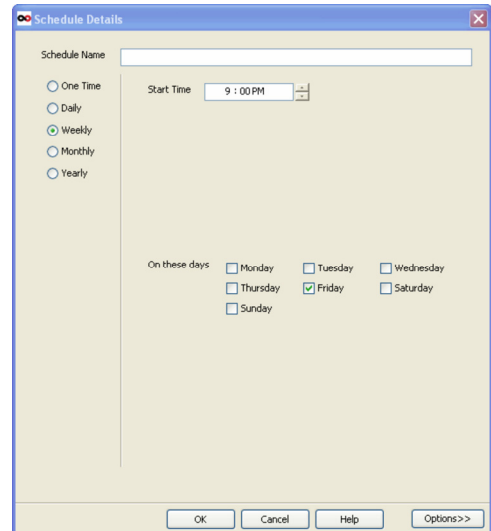 Schedule Details
Schedule Name
One Time
Start Time 9 : 00 PM
Daily
Weekly
Monthly
Yearly
On these days Monday Tuesday Wednesday
Thursday Friday Saturday
Sunday
OK Cancel Help Options>>